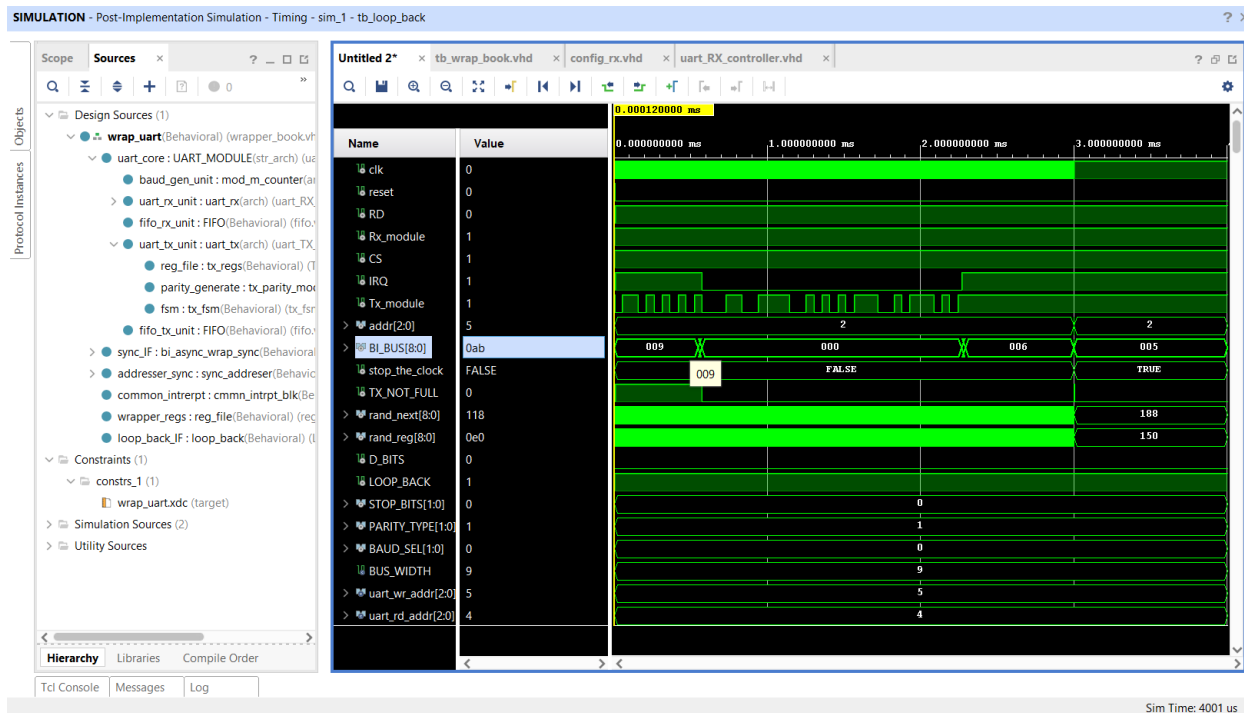 SIMULATION - Post-Implementation Simulation - Timing - sim_1 - tb_loop_back
Objects
Protocol Instances
Scope
Sources
0
Design Sources (1)
wrap_uart(Behavioral) (wrapper_book.vh
uart_core : UART_MODULE(str_arch) (ua
baud_gen_unit : mod_m_counter(ar
uart_rx_unit : uart_rx(arch) (uart_RX_
fifo_rx_unit : FIFO(Behavioral) (fifo.v
uart_tx_unit : uart_tx(arch) (uart_TX_
reg_file : tx_regs(Behavioral) (T
parity_generate : tx_parity_mod
fsm : tx_fsm(Behavioral) (tx_fsr
fifo_tx_unit : FIFO(Behavioral) (fifo.v
sync_IF : bi_async_wrap_sync(Behaviora
addresser_sync : sync_addreser(Behavic
common_intrerpt : cmmn_intrpt_blk(Be
wrapper_regs : reg_file(Behavioral) (reg
loop_back_IF : loop_back(Behavioral) (L
Constraints (1)
constrs_1 (1)
wrap_uart.xdc (target)
Simulation Sources (2)
Utility Sources
Hierarchy Libraries Compile Order
Tcl Console Messages Log
Untitled 2* tb_wrap_book.vhd config_rx.vhd uart_RX_controller.vhd
0.000120000 ms
Name Value
0.000000000 ms 1.000000000 ms 2.000000000 ms 3.000000000 ms
clk 0
reset 0
RD 0
Rx_module 1
CS 1
IRQ 1
Tx_module 1
addr[2:0] 5 2 2
BI_BUS[8:0] 0ab 009 000 006 005
stop_the_clock FALSE FALSE TRUE
009
TX_NOT_FULL 0
rand_next[8:0] 118 188
rand_reg[8:0] 0e0 150
D_BITS 0
LOOP_BACK 1
STOP_BITS[1:0] 0 0
PARITY_TYPE[1:0] 1 1
BAUD_SEL[1:0] 0 0
BUS_WIDTH 9 9
uart_wr_addr[2:0] 5 5
uart_rd_addr[2:0] 4 4
Sim Time: 4001 us